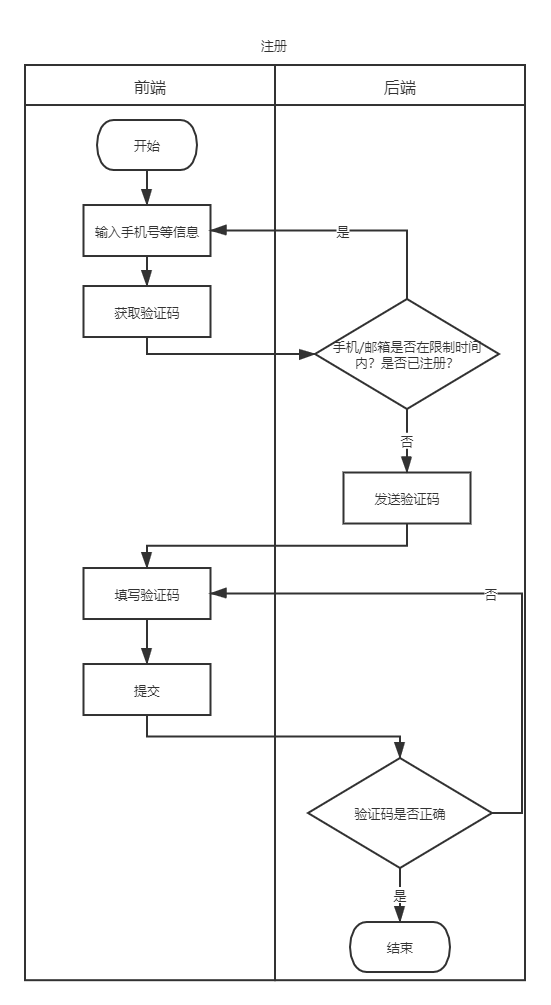 注册
前端
后端
开始
输入手机号等信息
是
获取验证码
手机/邮箱是否在限制时间
内？是否已注册？
否
发送验证码
填写验证码
否
提交
验证码是否正确
是
结束